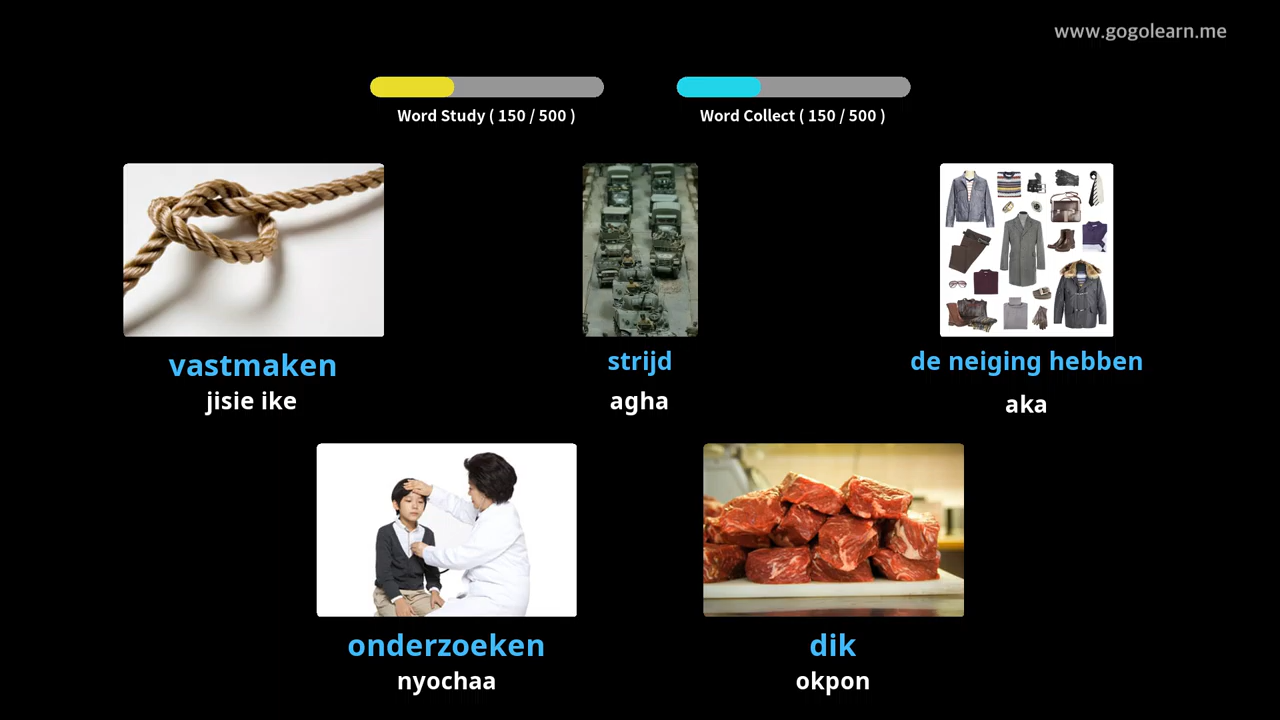 www.gogolearn.me
Word Study ( 150 / 500 )
Word Collect ( 150 / 500 )
vastmaken
jisie ike
strijd
agha
de neiging hebben
aka
onderzoeken
nyochaa
dik
okpon